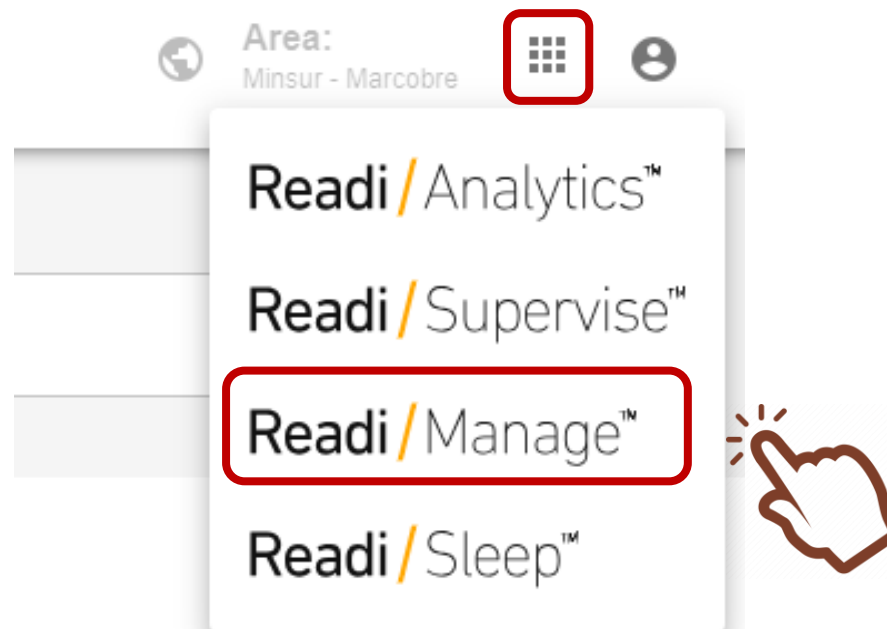 Area:
Minsur - Marcobre
Readi/Analytics™
Readi/Supervise™
Readi/Manage™
Readi/Sleep™